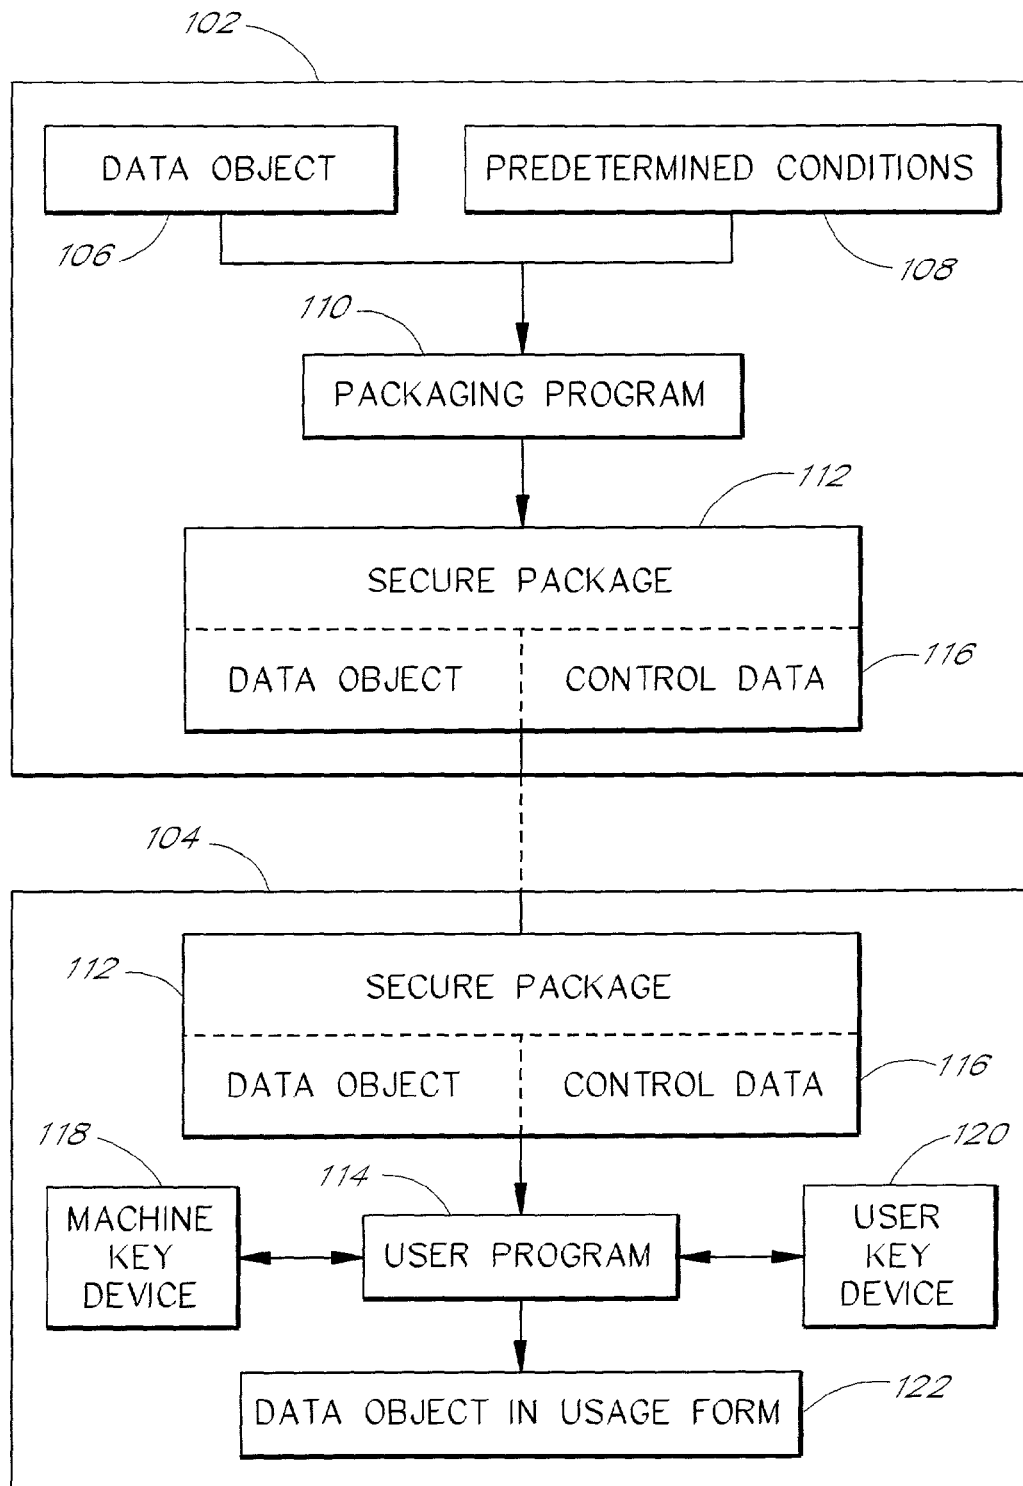 102
DATA OBJECT
PREDETERMINED CONDITIONS
106
108
110
PACKAGING PROGRAM
112
SECURE PACKAGE
DATA OBJECT
CONTROL DATA
116
104
112
SECURE PACKAGE
DATA OBJECT
CONTROL DATA
116
118
114
120
MACHINE
KEY
DEVICE
USER PROGRAM
USER
KEY
DEVICE
DATA OBJECT IN USAGE FORM
122